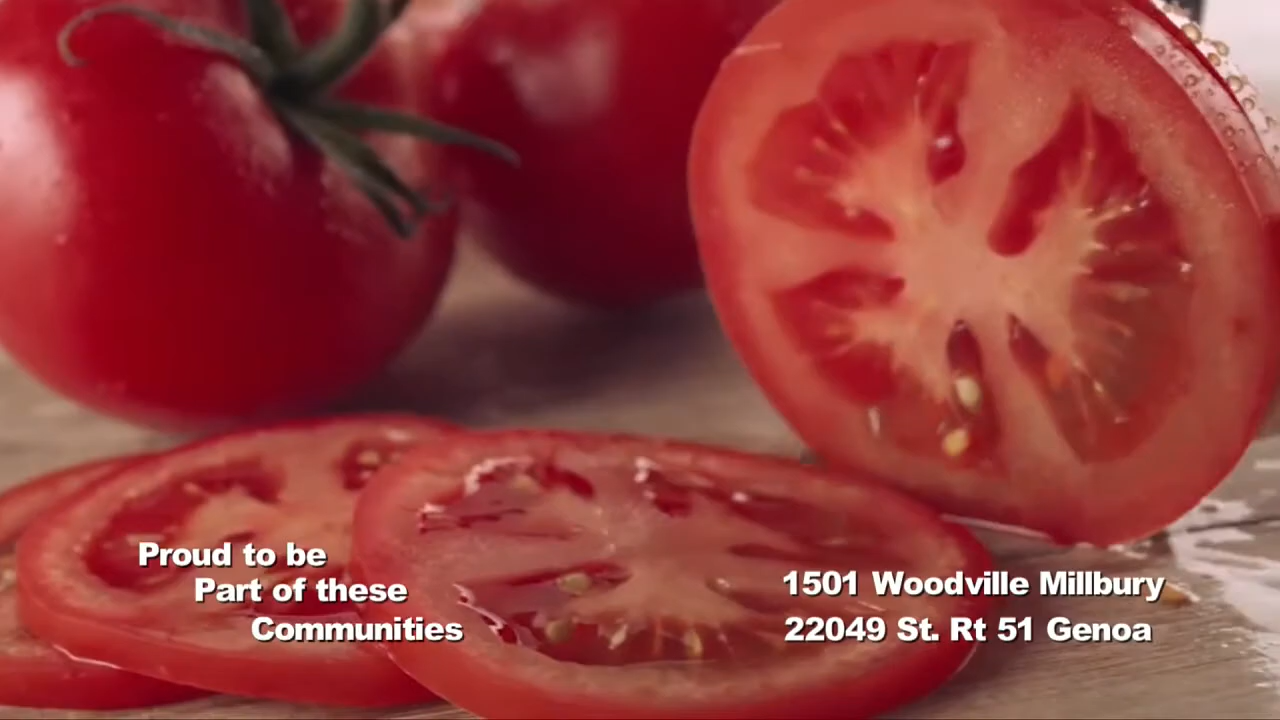 Proud to be
Part of these
Communities
1501 Woodville Millbury
22049 St. Rt 51 Genoa